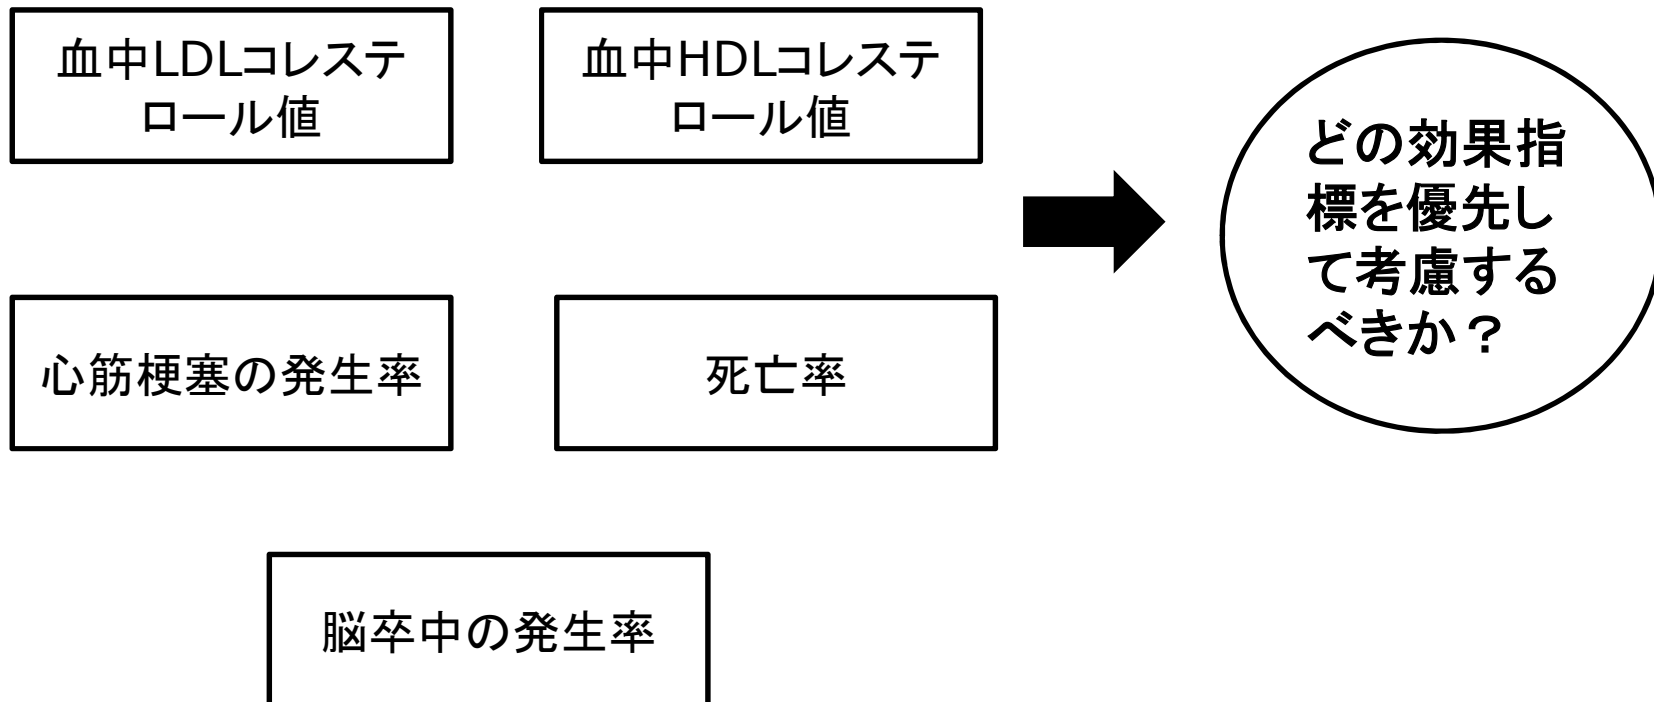 血中LDLコレステ
ロール値
血中HDLコレステ
ロール値
心筋梗塞の発生率
死亡率
脳卒中の発生率
どの効果指
標を優先し
て考慮する
べきか？